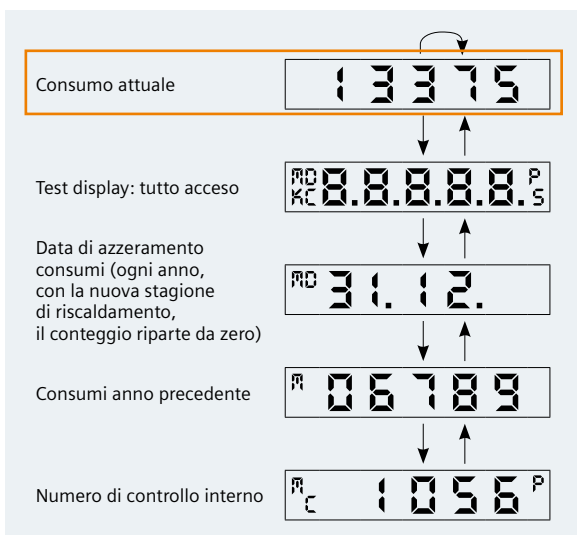 Consumo attuale
13375
Test display: tutto acceso
MD KC 8.8.8.8.8. P S
Data di azzeramento
consumi (ogni anno,
con la nuova stagione
di riscaldamento,
il conteggio riparte da zero)
MD 31.12.
Consumi anno precedente
M 06789
Numero di controllo interno
M C 1056 P